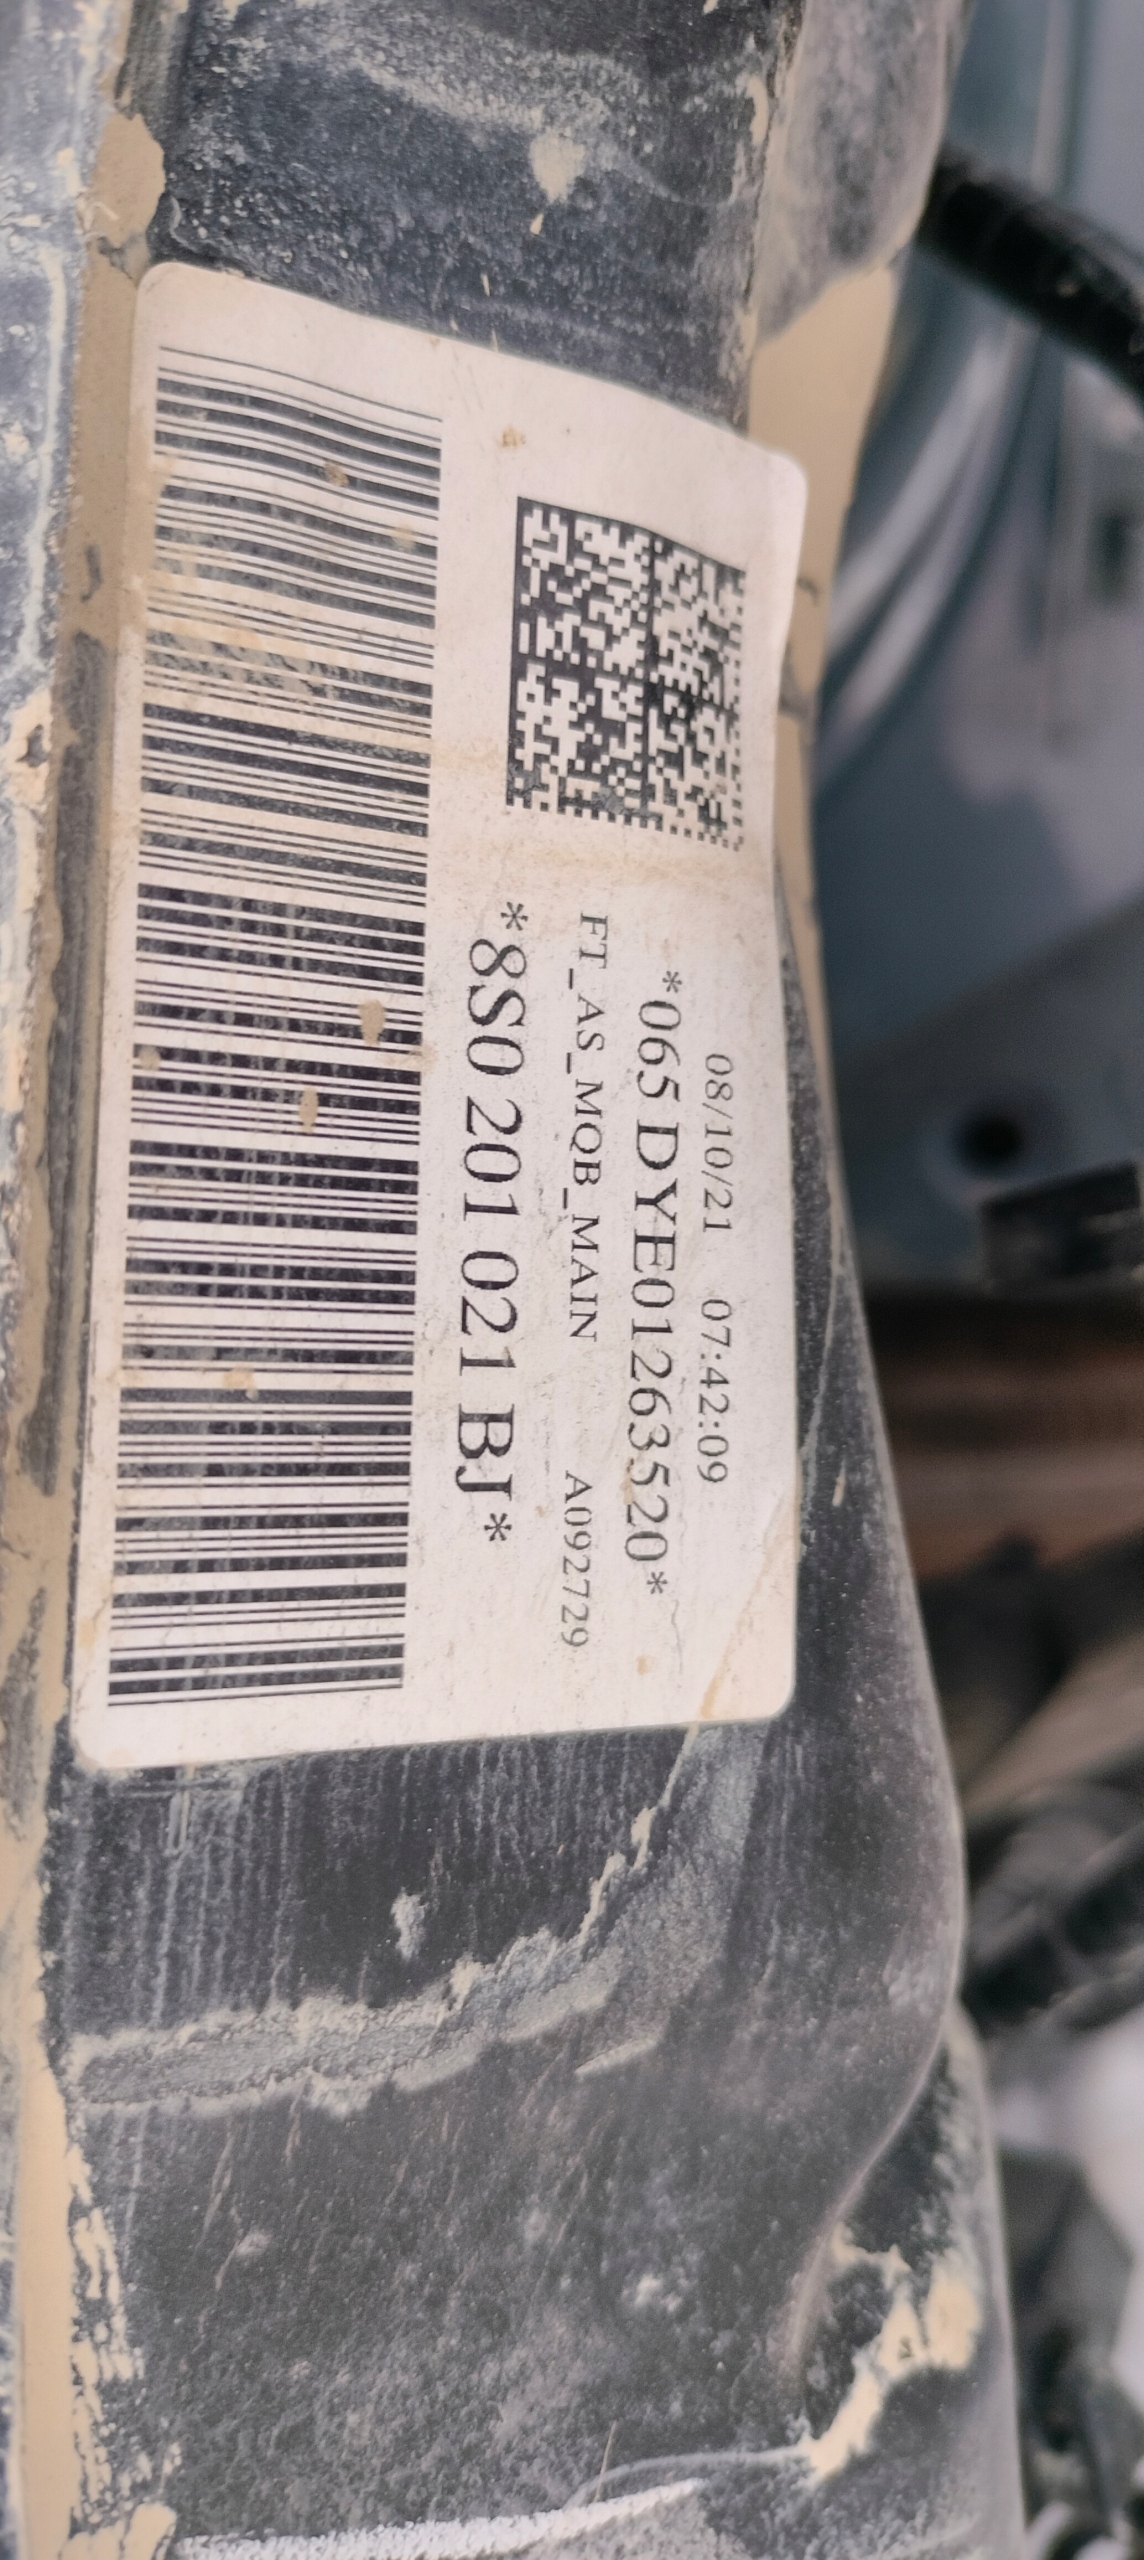 08/10/21 07:42:09
*065 DYE01263520*
FT_AS_MQB_MAIN A092729
*8S0 201 021 BJ*